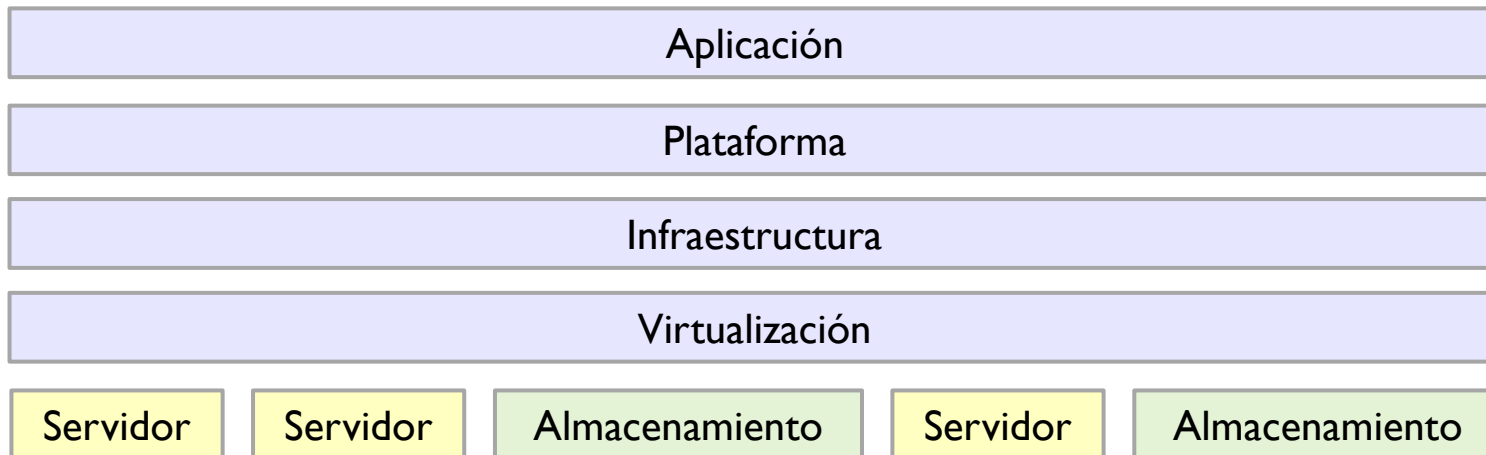 Aplicación
Plataforma
Infraestructura
Virtualización
Servidor Servidor Almacenamiento Servidor Almacenamiento